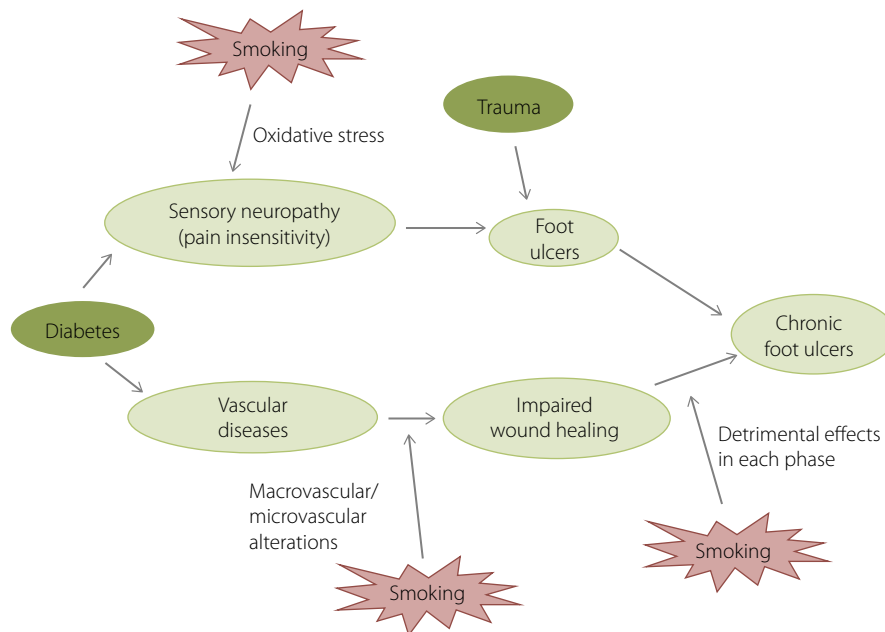 Smoking
Trauma
Oxidative stress
Sensory neuropathy
(pain insensitivity)
Foot
ulcers
Diabetes
Chronic
foot ulcers
Vascular
diseases
Impaired
wound healing
Detrimental effects
in each phase
Macrovascular/
microvascular
alterations
Smoking
Smoking